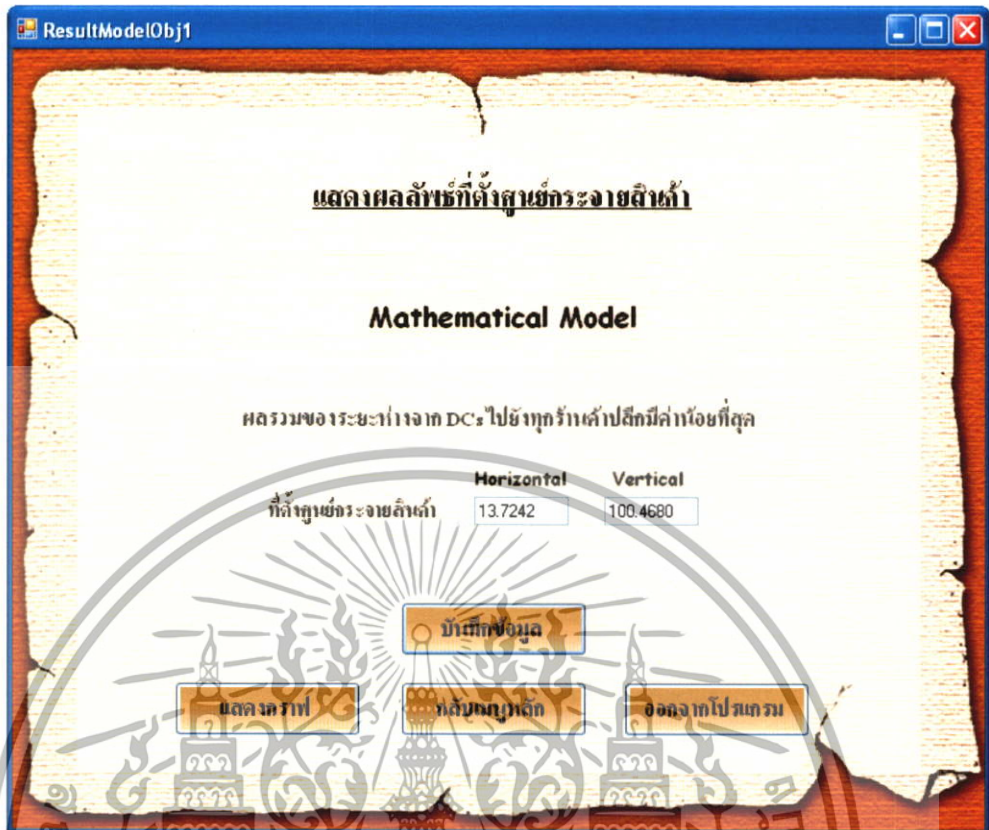 ResultModelObj1
แสดงผลลัพธ์ที่ตั้งศูนย์กระจายสินค้า
Mathematical Model
ผลรวมของระยะห่างจาก DC's ไปยังทุกร้านค้าปลีกมีค่าน้อยที่สุด
Horizontal Vertical
ที่ตั้งศูนย์กระจายสินค้า 13.7242 100.4680
บันทึกข้อมูล
แสดงกราฟ กลับเมนูหลัก ออกจากโปรแกรม